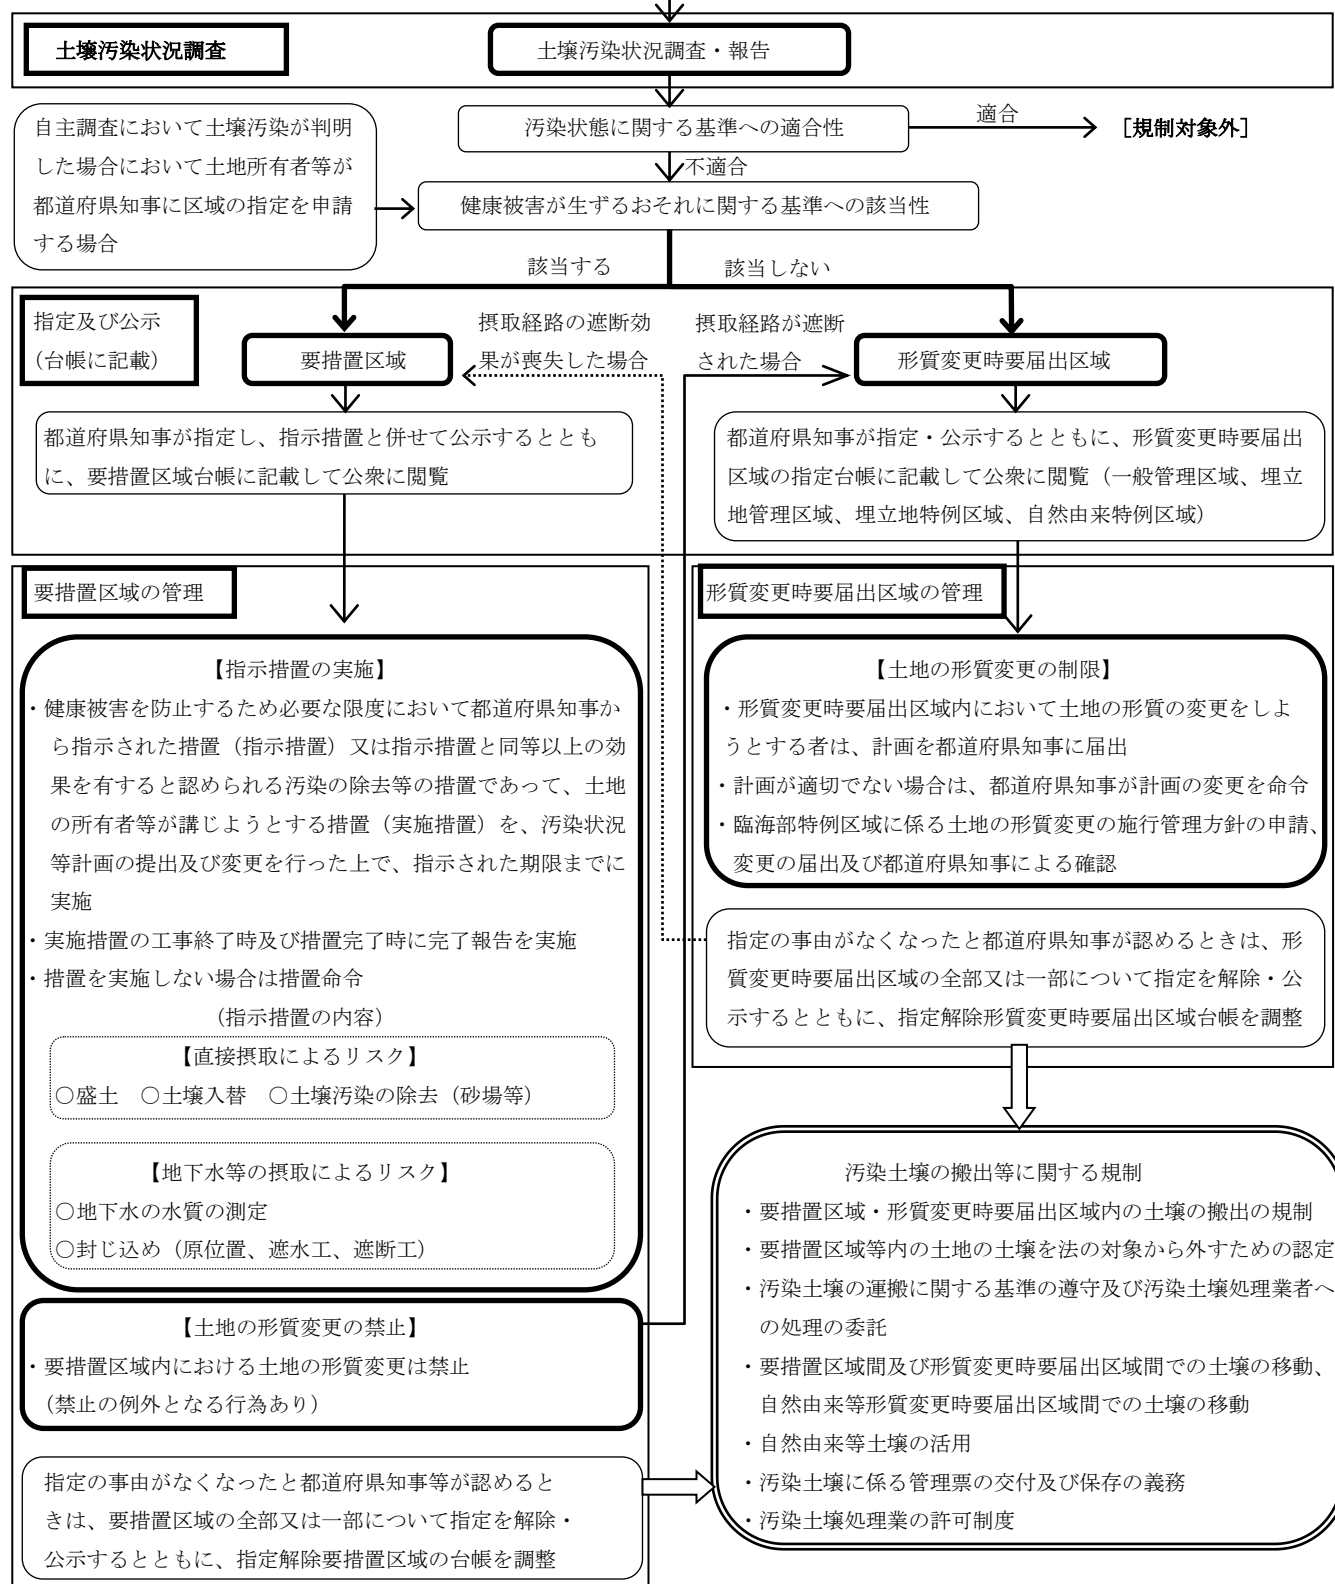 土壌汚染状況調査
土壌汚染状況調査・報告
自主調査において土壌汚染が判明
した場合において土地所有者等が
都道府県知事に区域の指定を申請
する場合
汚染状態に関する基準への適合性
適合
［規制対象外］
不適合
健康被害が生ずるおそれに関する基準への該当性
該当する
該当しない
指定及び公示
（台帳に記載）
要措置区域
摂取経路の遮断効
果が喪失した場合
摂取経路が遮断
された場合
形質変更時要届出区域
都道府県知事が指定し、指示措置と併せて公示するととも
に、要措置区域台帳に記載して公衆に閲覧
都道府県知事が指定・公示するとともに、形質変更時要届出
区域の指定台帳に記載して公衆に閲覧（一般管理区域、埋立
地管理区域、埋立地特例区域、自然由来特例区域）
要措置区域の管理
【指示措置の実施】
・健康被害を防止するため必要な限度において都道府県知事か
ら指示された措置（指示措置）又は指示措置と同等以上の効
果を有すると認められる汚染の除去等の措置であって、土地
の所有者等が講じようとする措置（実施措置）を、汚染状況
等計画の提出及び変更を行った上で、指示された期限までに
実施
・実施措置の工事終了時及び措置完了時に完了報告を実施
・措置を実施しない場合は措置命令
（指示措置の内容）
【直接摂取によるリスク】
○盛土　○土壌入替　○土壌汚染の除去（砂場等）
【地下水等の摂取によるリスク】
○地下水の水質の測定
○封じ込め（原位置、遮水工、遮断工）
【土地の形質変更の禁止】
・要措置区域内における土地の形質変更は禁止
（禁止の例外となる行為あり）
指定の事由がなくなったと都道府県知事等が認めると
きは、要措置区域の全部又は一部について指定を解除・
公示するとともに、指定解除要措置区域の台帳を調整
形質変更時要届出区域の管理
【土地の形質変更の制限】
・形質変更時要届出区域内において土地の形質の変更をしよ
うとする者は、計画を都道府県知事に届出
・計画が適切でない場合は、都道府県知事が計画の変更を命令
・臨海部特例区域に係る土地の形質変更の施行管理方針の申請、
変更の届出及び都道府県知事による確認
指定の事由がなくなったと都道府県知事が認めるときは、形
質変更時要届出区域の全部又は一部について指定を解除・公
示するとともに、指定解除形質変更時要届出区域台帳を調整
汚染土壌の搬出等に関する規制
・要措置区域・形質変更時要届出区域内の土壌の搬出の規制
・要措置区域等内の土地の土壌を法の対象から外すための認定
・汚染土壌の運搬に関する基準の遵守及び汚染土壌処理業者へ
の処理の委託
・要措置区域間及び形質変更時要届出区域間での土壌の移動、
自然由来等形質変更時要届出区域間での土壌の移動
・自然由来等土壌の活用
・汚染土壌に係る管理票の交付及び保存の義務
・汚染土壌処理業の許可制度